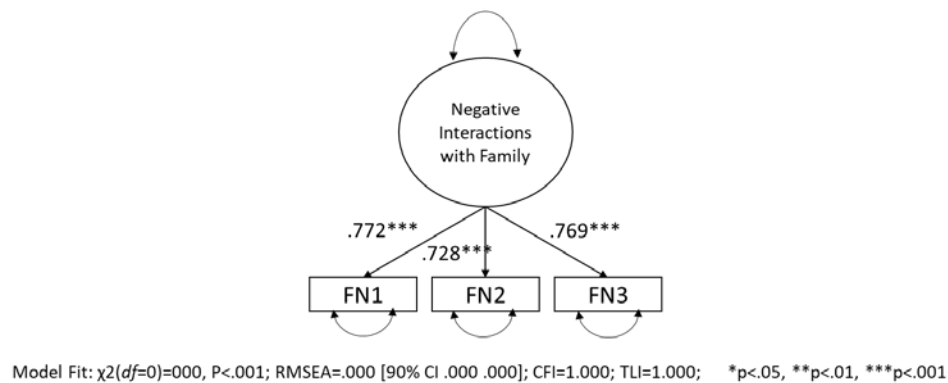 Negative
Interactions
with Family
.772***
.728***
.769***
FN1 FN2 FN3
Model Fit: χ2(df=0)=000, P<.001; RMSEA=.000 [90% CI .000 .000]; CFI=1.000; TLI=1.000; *p<.05, **p<.01, ***p<.001